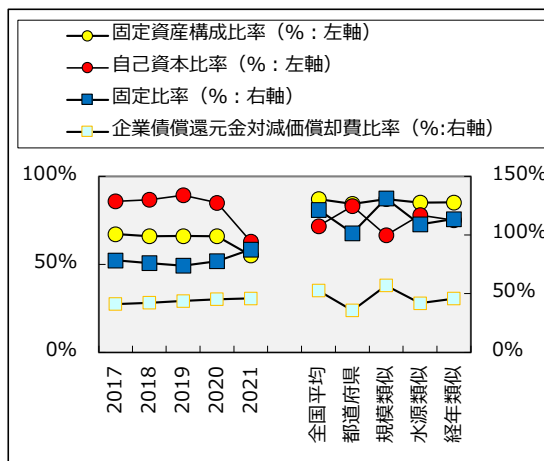 固定資産構成比率（%：左軸）
自己資本比率（%：左軸）
固定比率（%：右軸）
企業債償還元金対減価償却費比率（%:右軸）
100%
50%
0%
150%
100%
50%
0%
2017
2018
2019
2020
2021
全国平均
都道府県
規模類似
水源類似
経年類似